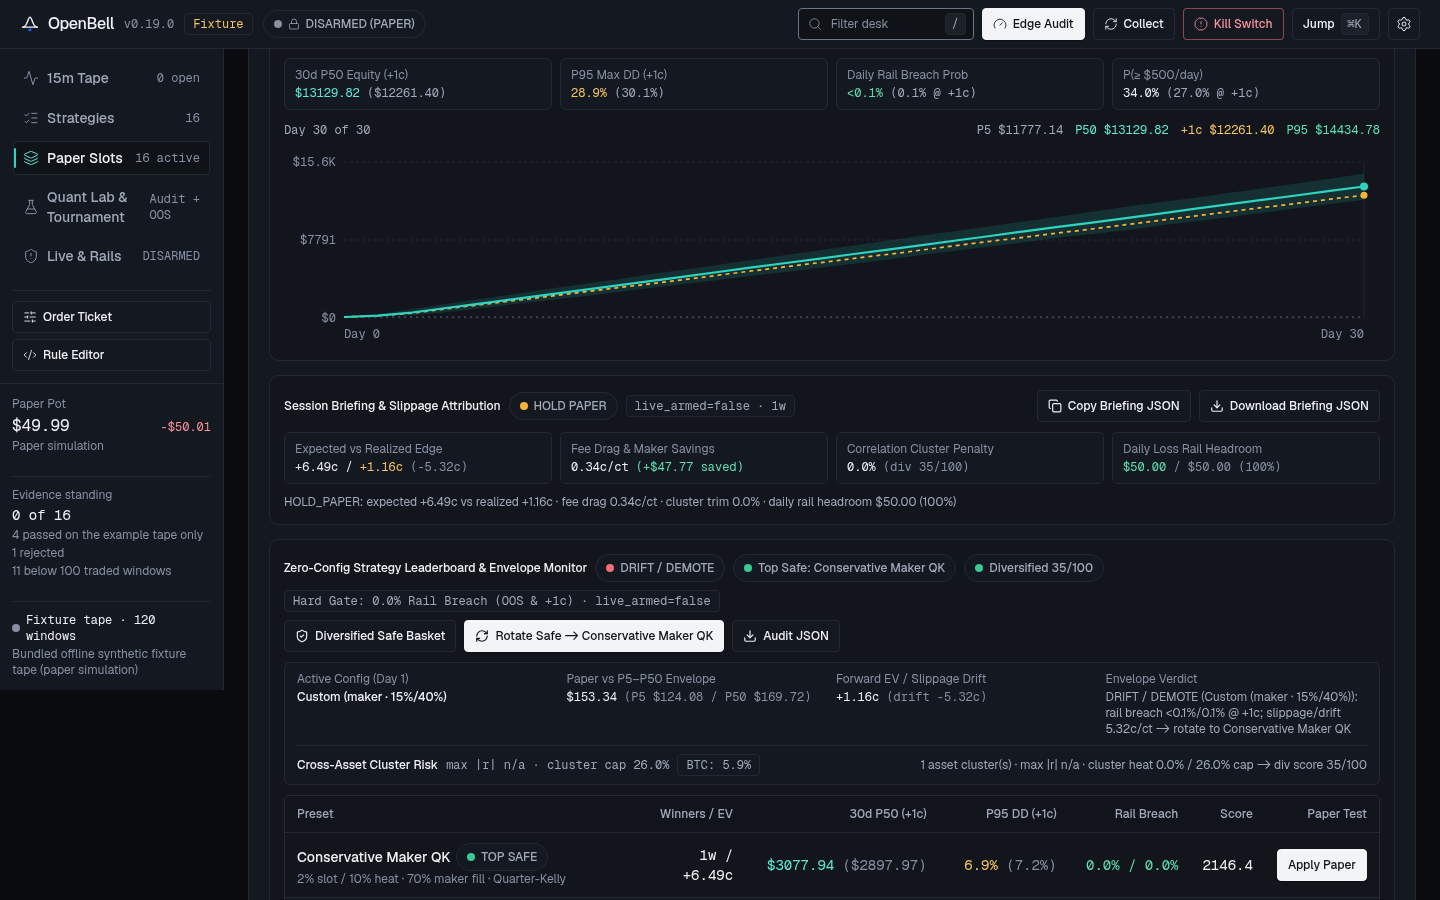 OpenBell v0.19.0 Fixture DISARMED (PAPER) Filter desk / Edge Audit Collect Kill Switch Jump ⌘K
15m Tape 0 open
Strategies 16
Paper Slots 16 active
Quant Lab & Tournament Audit + OOS
Live & Rails DISARMED
Order Ticket
Rule Editor
Paper Pot
$49.99 -$50.01
Paper simulation
Evidence standing
0 of 16
4 passed on the example tape only
1 rejected
11 below 100 traded windows
Fixture tape · 120
windows
Bundled offline synthetic fixture
tape (paper simulation)
30d P50 Equity (+1c)
$13129.82 ($12261.40)
P95 Max DD (+1c)
28.9% (30.1%)
Daily Rail Breach Prob
<0.1% (0.1% @ +1c)
P(≥ $500/day)
34.0% (27.0% @ +1c)
Day 30 of 30 P5 $11777.14 P50 $13129.82 +1c $12261.40 P95 $14434.78
$15.6K
$7791
$0
Day 0 Day 30
Session Briefing & Slippage Attribution HOLD PAPER live_armed=false · 1w Copy Briefing JSON Download Briefing JSON
Expected vs Realized Edge
+6.49c / +1.16c (-5.32c)
Fee Drag & Maker Savings
0.34c/ct (+$47.77 saved)
Correlation Cluster Penalty
0.0% (div 35/100)
Daily Loss Rail Headroom
$50.00 / $50.00 (100%)
HOLD_PAPER: expected +6.49c vs realized +1.16c · fee drag 0.34c/ct · cluster trim 0.0% · daily rail headroom $50.00 (100%)
Zero-Config Strategy Leaderboard & Envelope Monitor DRIFT / DEMOTE Top Safe: Conservative Maker QK Diversified 35/100
Hard Gate: 0.0% Rail Breach (OOS & +1c) · live_armed=false
Diversified Safe Basket Rotate Safe -> Conservative Maker QK Audit JSON
Active Config (Day 1)
Custom (maker · 15%/40%)
Paper vs P5–P50 Envelope
$153.34 (P5 $124.08 / P50 $169.72)
Forward EV / Slippage Drift
+1.16c (drift -5.32c)
Envelope Verdict
DRIFT / DEMOTE (Custom (maker · 15%/40%)):
rail breach <0.1%/0.1% @ +1c; slippage/drift
5.32c/ct -> rotate to Conservative Maker QK
Cross-Asset Cluster Risk max |r| n/a · cluster cap 26.0% BTC: 5.9% 1 asset cluster(s) · max |r| n/a · cluster heat 0.0% / 26.0% cap -> div score 35/100
Preset Winners / EV 30d P50 (+1c) P95 DD (+1c) Rail Breach Score Paper Test
Conservative Maker QK TOP SAFE
2% slot / 10% heat · 70% maker fill · Quarter-Kelly
1w /
+6.49c
$3077.94 ($2897.97) 6.9% (7.2%) 0.0% / 0.0% 2146.4 Apply Paper